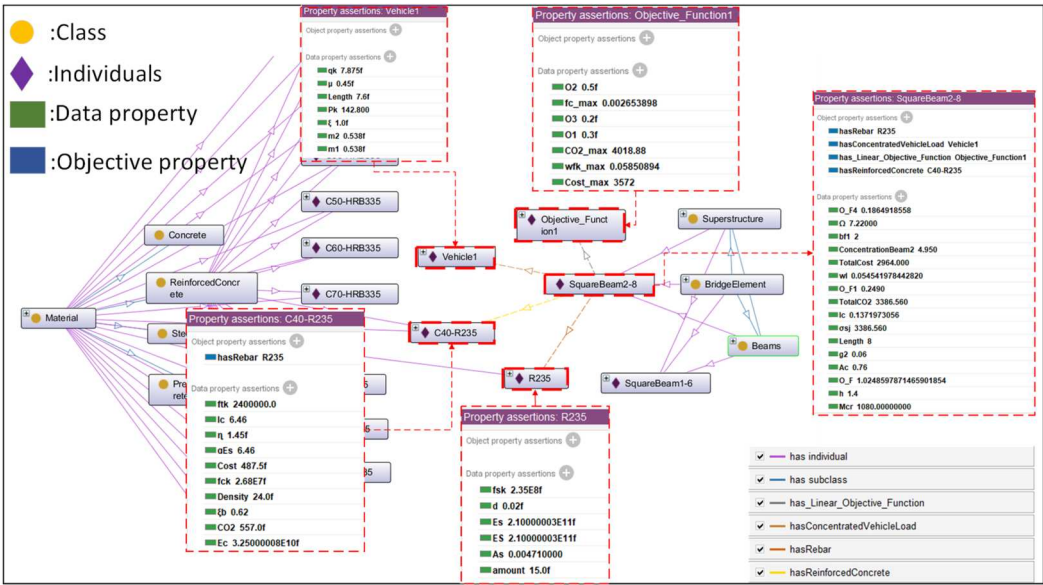 :Class
:Individuals
:Data property
:Objective property
Property assertions: Vehicle1
Object property assertions
Data property assertions
qk 7.875f
μ 0.45f
Length 7.6f
Pk 142.800
ξ 1.0f
m2 0.538f
m1 0.538f
Property assertions: Objective_Function1
Object property assertions
Data property assertions
O2 0.5f
fc_max 0.002653898
O3 0.2f
O1 0.3f
CO2_max 4018.88
wfk_max 0.05850894
Cost_max 3572
Property assertions: SquareBeam2-8
Object property assertions
hasRebar R235
hasConcentratedVehicleLoad Vehicle1
has_Linear_Objective_Function Objective_Function1
hasReinforcedConcrete C40-R235
Data property assertions
O_F4 0.1864918558
Ω 7.22000
bf1 2
ConcentrationBeam2 4.950
TotalCost 2964.000
wl 0.054541978442820
O_F1 0.2490
TotalCO2 3386.560
Ic 0.1371973056
σsj 3386.560
Length 8
g2 0.06
Ac 0.76
O_F 1.0248597871465901854
h 1.4
Mcr 1080.00000000
C50-HRB335
C60-HRB335
C70-HRB335
Concrete
ReinforcedConcr
ete
Material
Ste
Pre
rete
Objective_Funct
ion1
Vehicle1
SquareBeam2-8
C40-R235
R235
Superstructure
BridgeElement
Beams
SquareBeam1-6
Property assertions: C40-R235
Object property assertions
hasRebar R235
Data property assertions
ftk 2400000.0
Ic 6.46
η 1.45f
αEs 6.46
Cost 487.5f
fck 2.68E7f
Density 24.0f
ξb 0.62
CO2 557.0f
Ec 3.25000008E10f
5
5
35
Property assertions: R235
Object property assertions
Data property assertions
fsk 2.35E8f
d 0.02f
Es 2.10000003E11f
ES 2.10000003E11f
As 0.004710000
amount 15.0f
has individual
has subclass
has_Linear_Objective_Function
hasConcentratedVehicleLoad
hasRebar
hasReinforcedConcrete